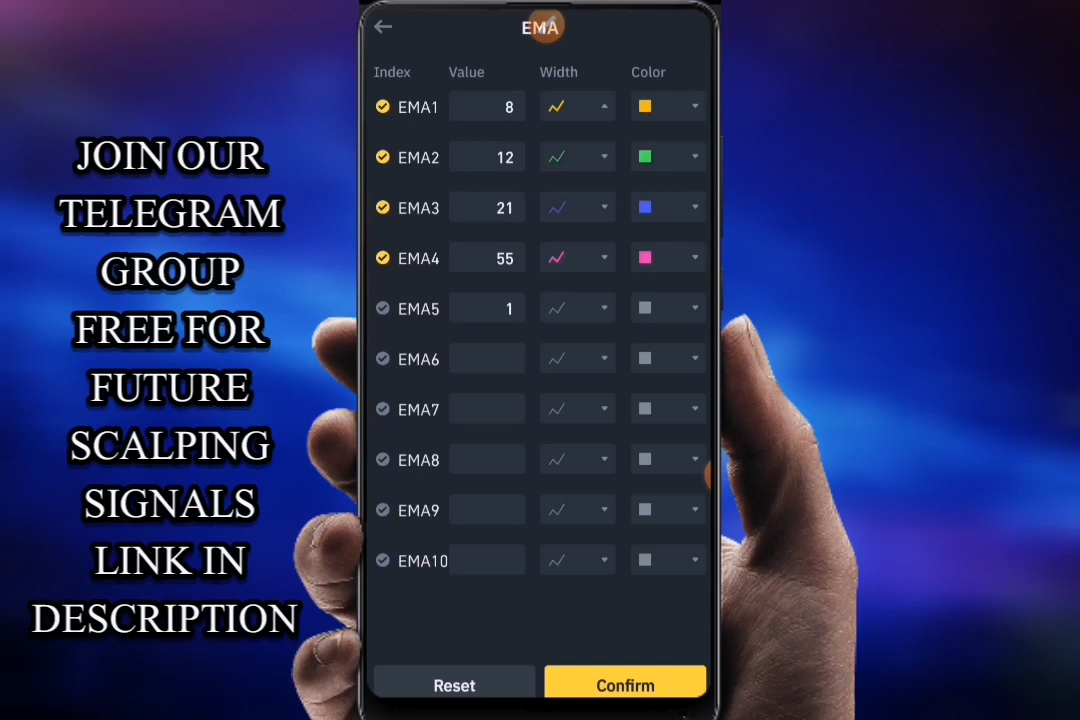 JOIN OUR
TELEGRAM
GROUP
FREE FOR
FUTURE
SCALPING
SIGNALS
LINK IN
DESCRIPTION
EMA
Index Value Width Color
EMA1 8
EMA2 12
EMA3 21
EMA4 55
EMA5 1
EMA6
EMA7
EMA8
EMA9
EMA10
Reset Confirm